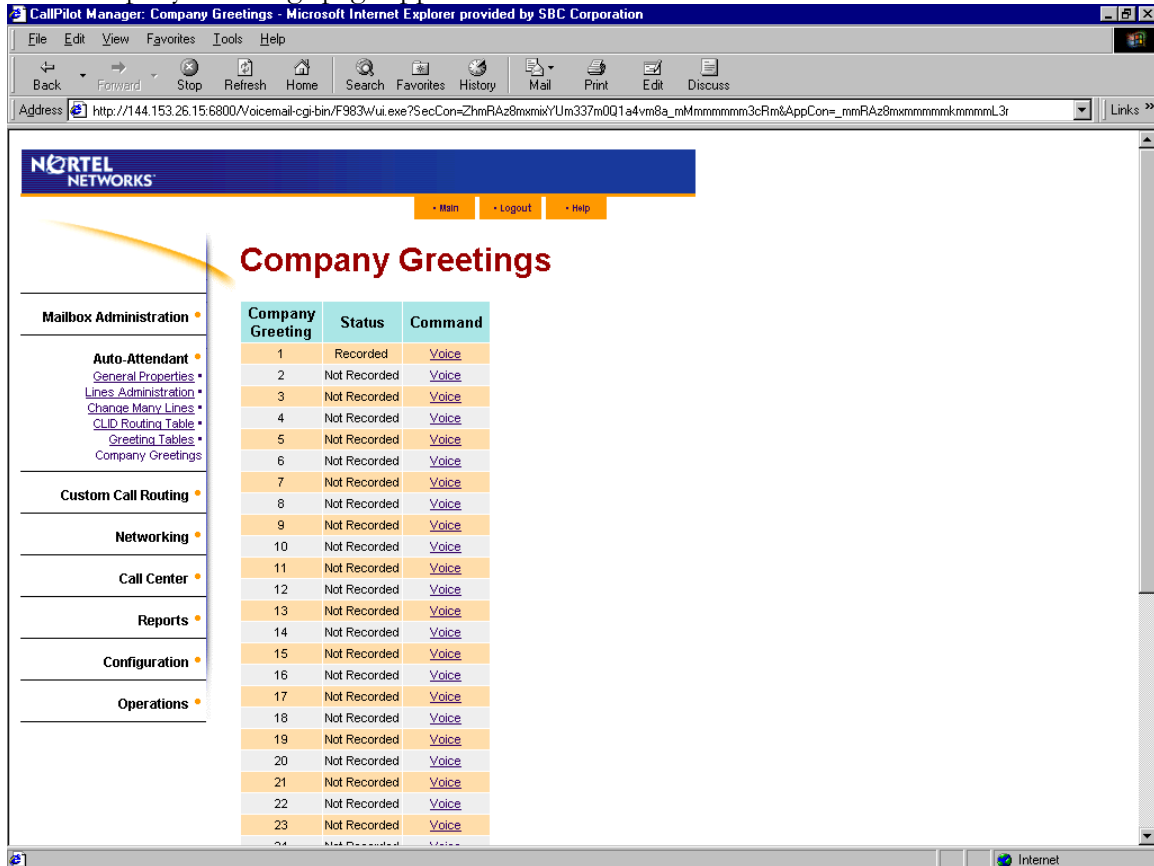 CallPilot Manager: Company Greetings - Microsoft Internet Explorer provided by SBC Corporation
File Edit View Favorites Tools Help
Back Forward Stop Refresh Home Search Favorites History Mail Print Edit Discuss
Address http://144.153.26.15:6800/Voicemail-cgi-bin/F983Wui.exe?SecCon=ZhmRAz8mxmixYUm337m0Q1a4vm8a_mMmmmmmm3cRm&AppCon=_mmRAz8mxmmmmmkmmmmL3r Links »
NORTEL
NETWORKS
• Main • Logout • Help
Company Greetings
Mailbox Administration
Auto-Attendant
General Properties
Lines Administration
Change Many Lines
CLID Routing Table
Greeting Tables
Company Greetings
Custom Call Routing
Networking
Call Center
Reports
Configuration
Operations
Company Greeting Status Command
1 Recorded Voice
2 Not Recorded Voice
3 Not Recorded Voice
4 Not Recorded Voice
5 Not Recorded Voice
6 Not Recorded Voice
7 Not Recorded Voice
8 Not Recorded Voice
9 Not Recorded Voice
10 Not Recorded Voice
11 Not Recorded Voice
12 Not Recorded Voice
13 Not Recorded Voice
14 Not Recorded Voice
15 Not Recorded Voice
16 Not Recorded Voice
17 Not Recorded Voice
18 Not Recorded Voice
19 Not Recorded Voice
20 Not Recorded Voice
21 Not Recorded Voice
22 Not Recorded Voice
23 Not Recorded Voice
Internet